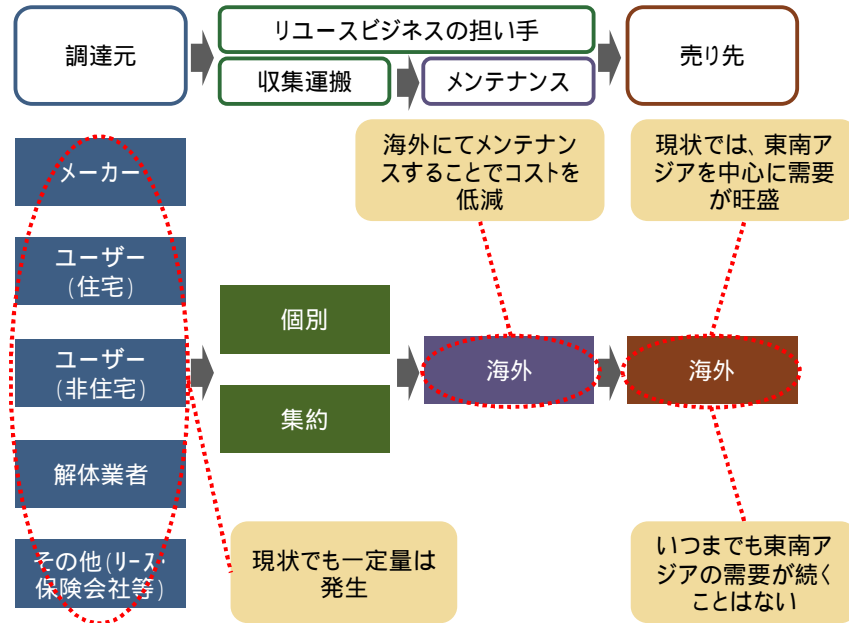 調達元
リユースビジネスの担い手
収集運搬
メンテナンス
売り先
海外にてメンテナン
スすることでコストを
低減
現状では、東南ア
ジアを中心に需要
が旺盛
メーカー
ユーザー
(住宅)
ユーザー
(非住宅)
解体業者
その他(リース・
保険会社等)
個別
集約
海外
海外
現状でも一定量は
発生
いつまでも東南ア
ジアの需要が続く
ことはない